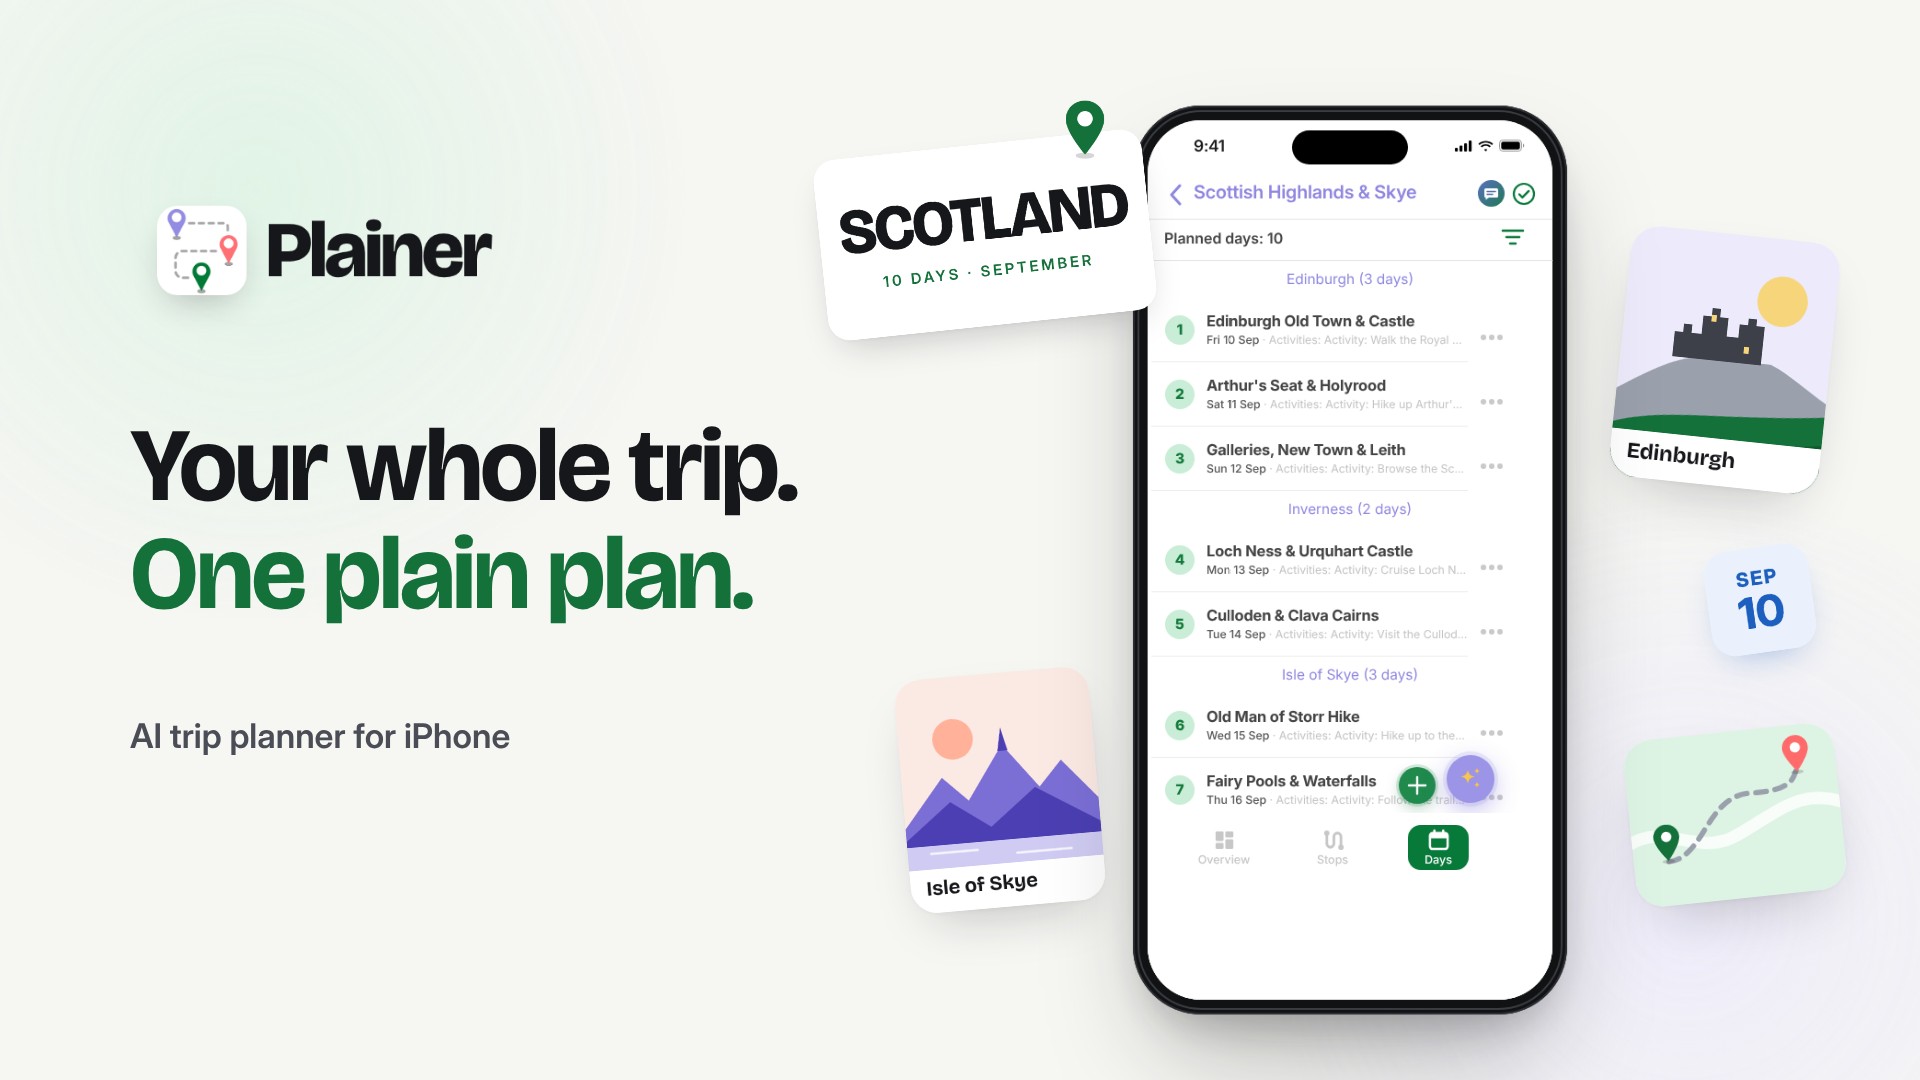 Plainer
Your whole trip.
One plain plan.
AI trip planner for iPhone
SCOTLAND
10 DAYS · SEPTEMBER
Isle of Skye
9:41
Scottish Highlands & Skye
Planned days: 10
Edinburgh (3 days)
1
Edinburgh Old Town & Castle
Fri 10 Sep · Activities: Activity: Walk the Royal ...
2
Arthur's Seat & Holyrood
Sat 11 Sep · Activities: Activity: Hike up Arthur'...
3
Galleries, New Town & Leith
Sun 12 Sep · Activities: Activity: Browse the Sc...
Inverness (2 days)
4
Loch Ness & Urquhart Castle
Mon 13 Sep · Activities: Activity: Cruise Loch N...
5
Culloden & Clava Cairns
Tue 14 Sep · Activities: Activity: Visit the Cullod...
Isle of Skye (3 days)
6
Old Man of Storr Hike
Wed 15 Sep · Activities: Activity: Hike up to the...
7
Fairy Pools & Waterfalls
Thu 16 Sep · Activities: Activity:
Overview
Stops
Days
Edinburgh
SEP
10